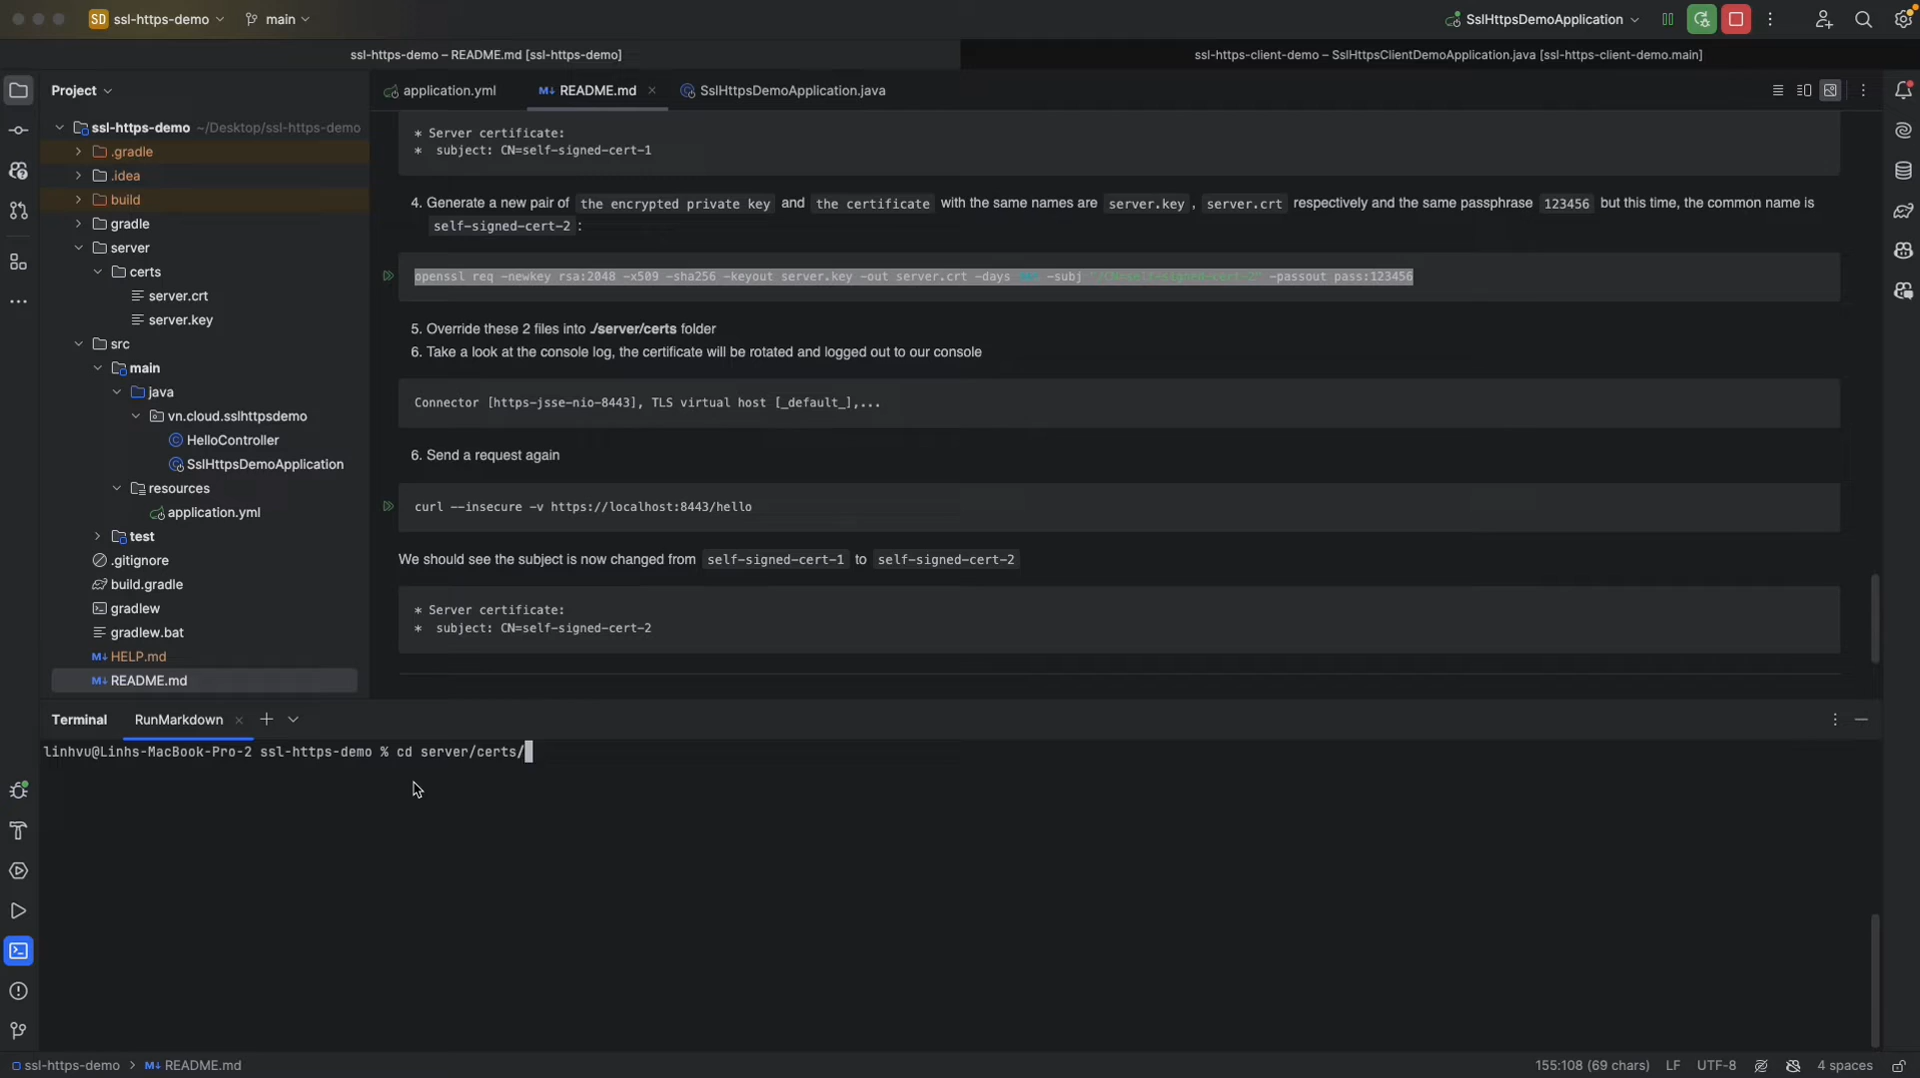 SD ssl-https-demo
main
SslHttpsDemoApplication
ssl-https-demo – README.md [ssl-https-demo]
ssl-https-client-demo – SslHttpsClientDemoApplication.java [ssl-https-client-demo.main]
Project
application.yml
README.md
SslHttpsDemoApplication.java
ssl-https-demo ~/Desktop/ssl-https-demo
.gradle
.idea
build
gradle
server
certs
server.crt
server.key
src
main
java
vn.cloud.sslhttpsdemo
HelloController
SslHttpsDemoApplication
resources
application.yml
test
.gitignore
build.gradle
gradlew
gradlew.bat
HELP.md
README.md
* Server certificate:
*  subject: CN=self-signed-cert-1
4. Generate a new pair of the encrypted private key and the certificate with the same names are server.key, server.crt respectively and the same passphrase 123456 but this time, the common name is
self-signed-cert-2 :
openssl req -newkey rsa:2048 -x509 -sha256 -keyout server.key -out server.crt -days -subj "/CN=self-signed-cert-2" -passout pass:123456
5. Override these 2 files into ./server/certs folder
6. Take a look at the console log, the certificate will be rotated and logged out to our console
Connector [https-jsse-nio-8443], TLS virtual host [_default_],...
6. Send a request again
curl --insecure -v https://localhost:8443/hello
We should see the subject is now changed from self-signed-cert-1 to self-signed-cert-2
* Server certificate:
*  subject: CN=self-signed-cert-2
Terminal
RunMarkdown
linhvu@Linhs-MacBook-Pro-2 ssl-https-demo % cd server/certs/
ssl-https-demo > README.md
155:108 (69 chars)
LF
UTF-8
4 spaces